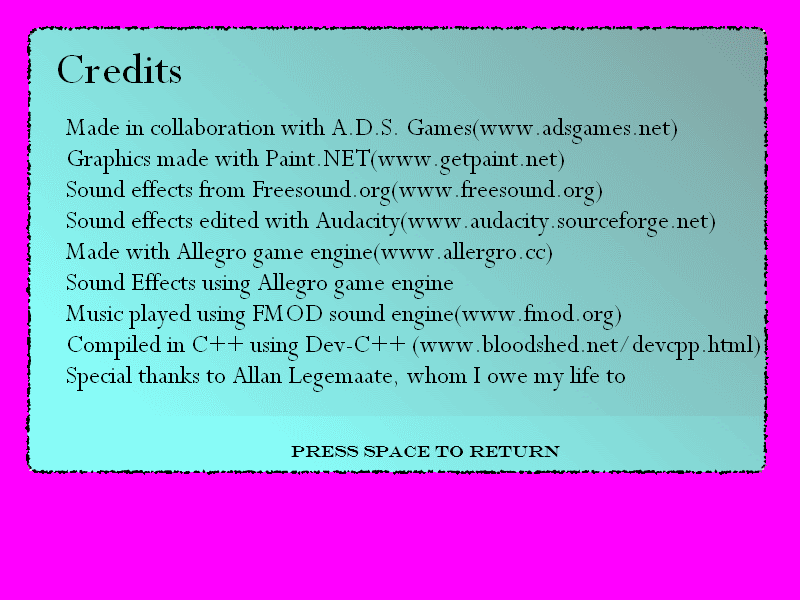 Credits
Made in collaboration with A.D.S. Games(www.adsgames.net)
Graphics made with Paint.NET(www.getpaint.net)
Sound effects from Freesound.org(www.freesound.org)
Sound effects edited with Audacity(www.audacity.sourceforge.net)
Made with Allegro game engine(www.allergro.cc)
Sound Effects using Allegro game engine
Music played using FMOD sound engine(www.fmod.org)
Compiled in C++ using Dev-C++ (www.bloodshed.net/devcpp.html)
Special thanks to Allan Legemaate, whom I owe my life to
PRESS SPACE TO RETURN